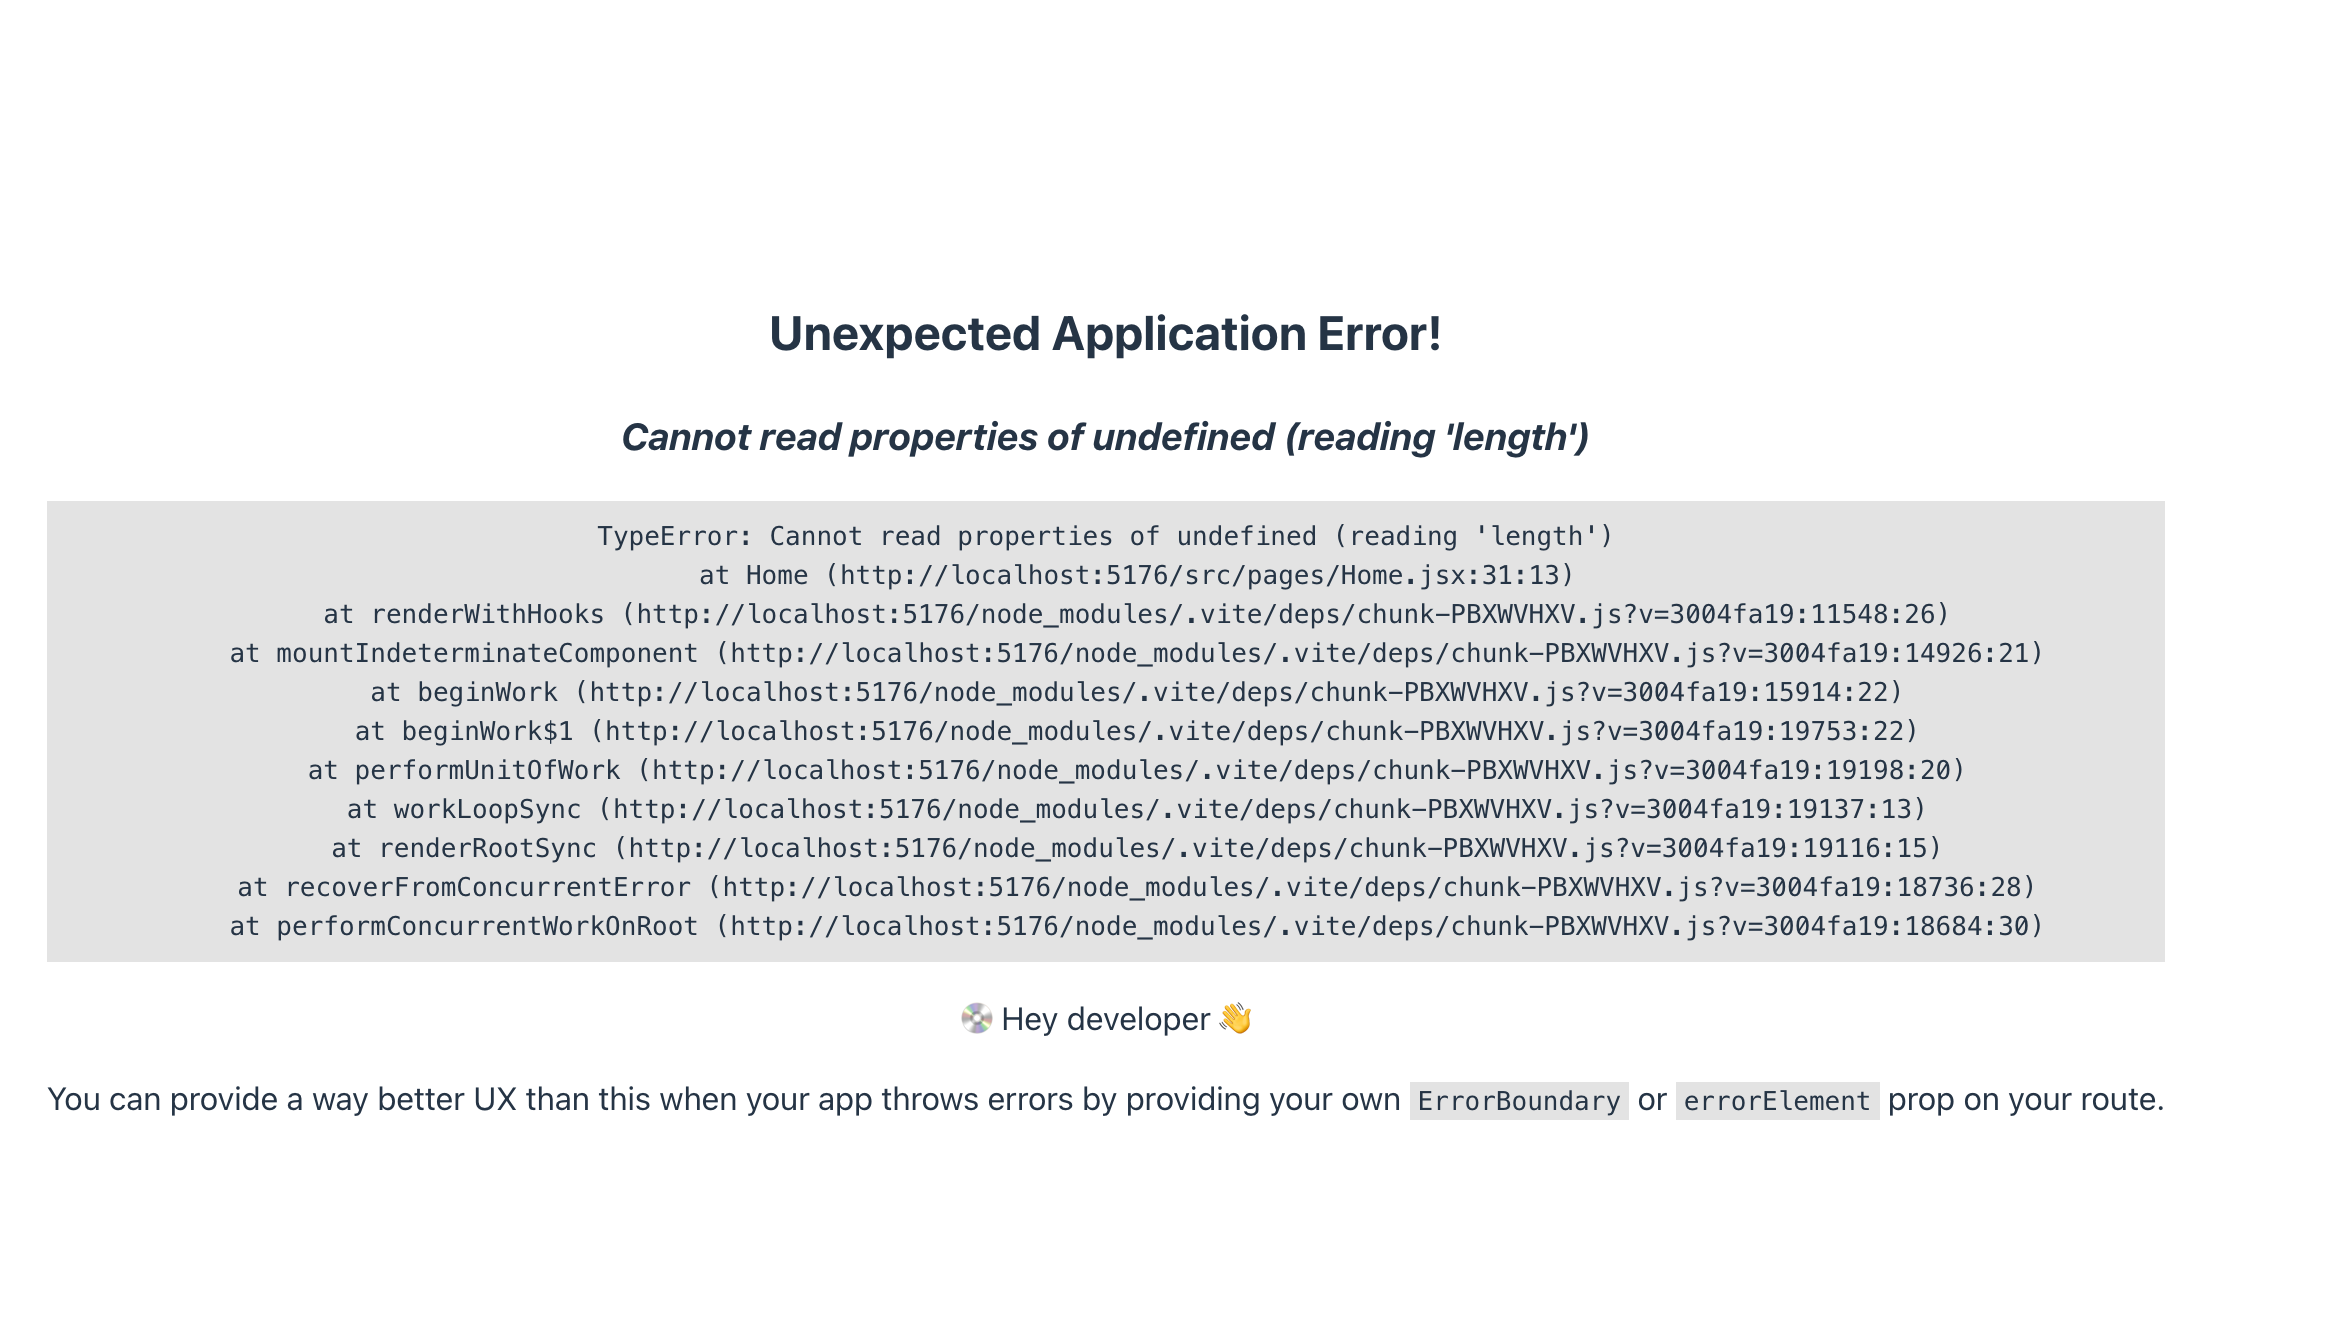 Unexpected Application Error!
Cannot read properties of undefined (reading 'length')
TypeError: Cannot read properties of undefined (reading 'length')
at Home (http://localhost:5176/src/pages/Home.jsx:31:13)
at renderWithHooks (http://localhost:5176/node_modules/.vite/deps/chunk-PBXWVHXV.js?v=3004fa19:11548:26)
at mountIndeterminateComponent (http://localhost:5176/node_modules/.vite/deps/chunk-PBXWVHXV.js?v=3004fa19:14926:21)
at beginWork (http://localhost:5176/node_modules/.vite/deps/chunk-PBXWVHXV.js?v=3004fa19:15914:22)
at beginWork$1 (http://localhost:5176/node_modules/.vite/deps/chunk-PBXWVHXV.js?v=3004fa19:19753:22)
at performUnitOfWork (http://localhost:5176/node_modules/.vite/deps/chunk-PBXWVHXV.js?v=3004fa19:19198:20)
at workLoopSync (http://localhost:5176/node_modules/.vite/deps/chunk-PBXWVHXV.js?v=3004fa19:19137:13)
at renderRootSync (http://localhost:5176/node_modules/.vite/deps/chunk-PBXWVHXV.js?v=3004fa19:19116:15)
at recoverFromConcurrentError (http://localhost:5176/node_modules/.vite/deps/chunk-PBXWVHXV.js?v=3004fa19:18736:28)
at performConcurrentWorkOnRoot (http://localhost:5176/node_modules/.vite/deps/chunk-PBXWVHXV.js?v=3004fa19:18684:30)
💿 Hey developer 👋
You can provide a way better UX than this when your app throws errors by providing your own ErrorBoundary or errorElement prop on your route.